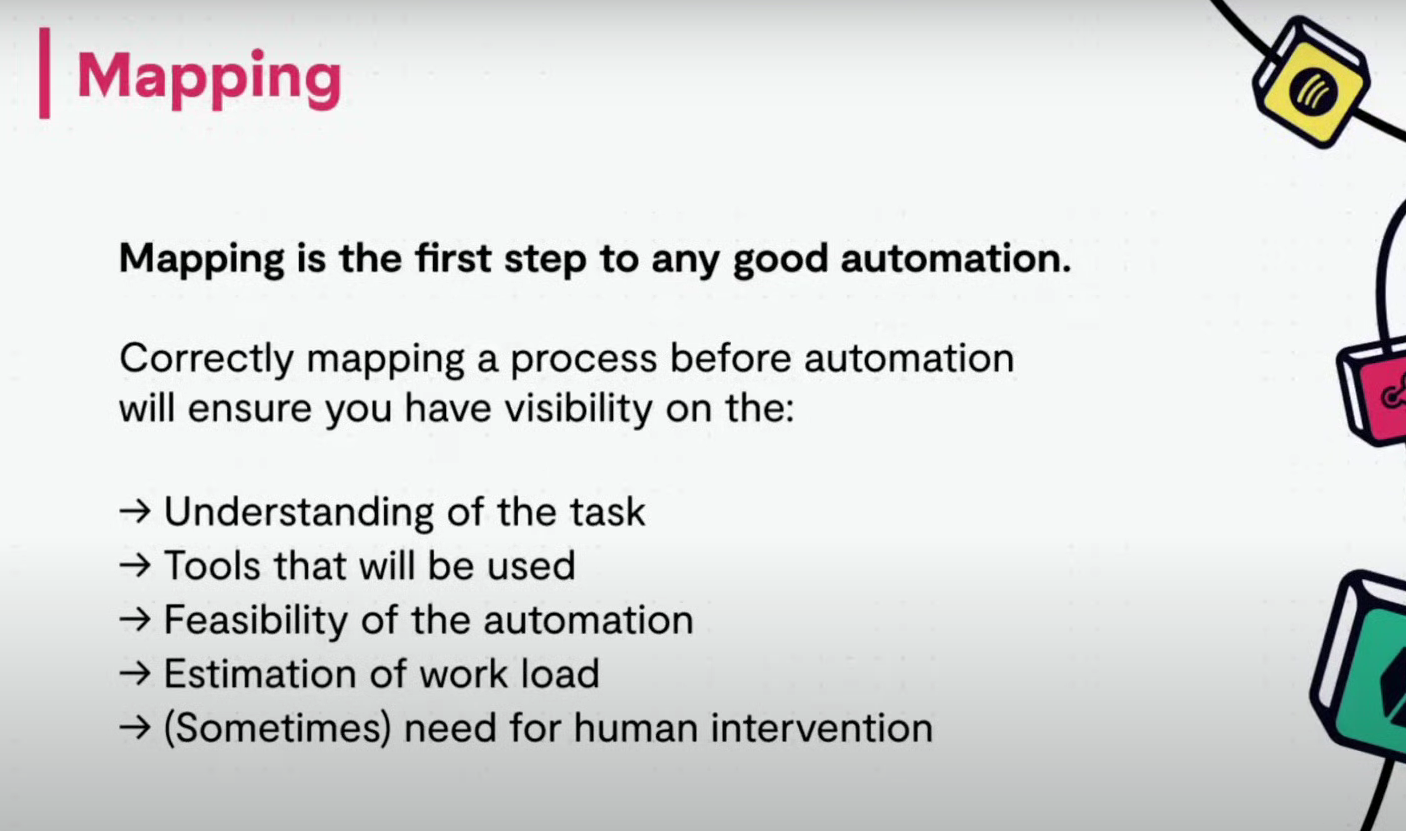 Mapping
Mapping is the first step to any good automation.
Correctly mapping a process before automation
will ensure you have visibility on the:
→ Understanding of the task
→ Tools that will be used
→ Feasibility of the automation
→ Estimation of work load
→ (Sometimes) need for human intervention